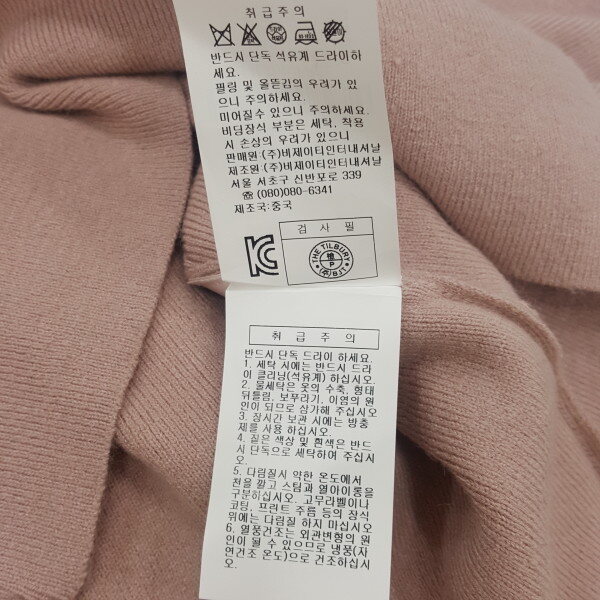 취급주의
반드시 단독 석유계 드라이하
세요.
필링 및 올뜯김의 우려가 있
으니 주의하세요.
미어질수 있으니 주의하세요.
비딩장식 부분은 세탁, 착용
시 손상의 우려가 있으니
판매원:(주)비제이티인터내셔날
제조원:(주)비제이티인터내셔날
서울 서초구 신반포로 339
☎(080)080-6341
제조국:중국
검 사 필
THE TILBURY
P
(주)BJT
KC
취 급 주 의
반드시 단독 드라이 하세요.
1. 세탁 시에는 반드시 드라
이 클리닝(석유계) 하십시오.
2. 물세탁은 옷의 수축, 형태
뒤틀림, 보푸라기, 이염의 원
인이 되므로 삼가해 주십시오
3. 장시간 보관 시에는 방충
제를 사용 하십시오.
4. 짙은 색상 및 흰색은 반드
시 단독으로 세탁하여 주십시
오.
5. 다림질시 약한 온도에서
천을 깔고 스팀과 열아이롱을
구분히십시오. 고무라벨이나
코팅, 프린트 주름 등의 장식
위에는 다림질 하지 마십시오
6. 열풍건조는 외관변형의 원
인이 될 수 있으므로 냉풍(자
연건조 온도)으로 건조하십시
오.